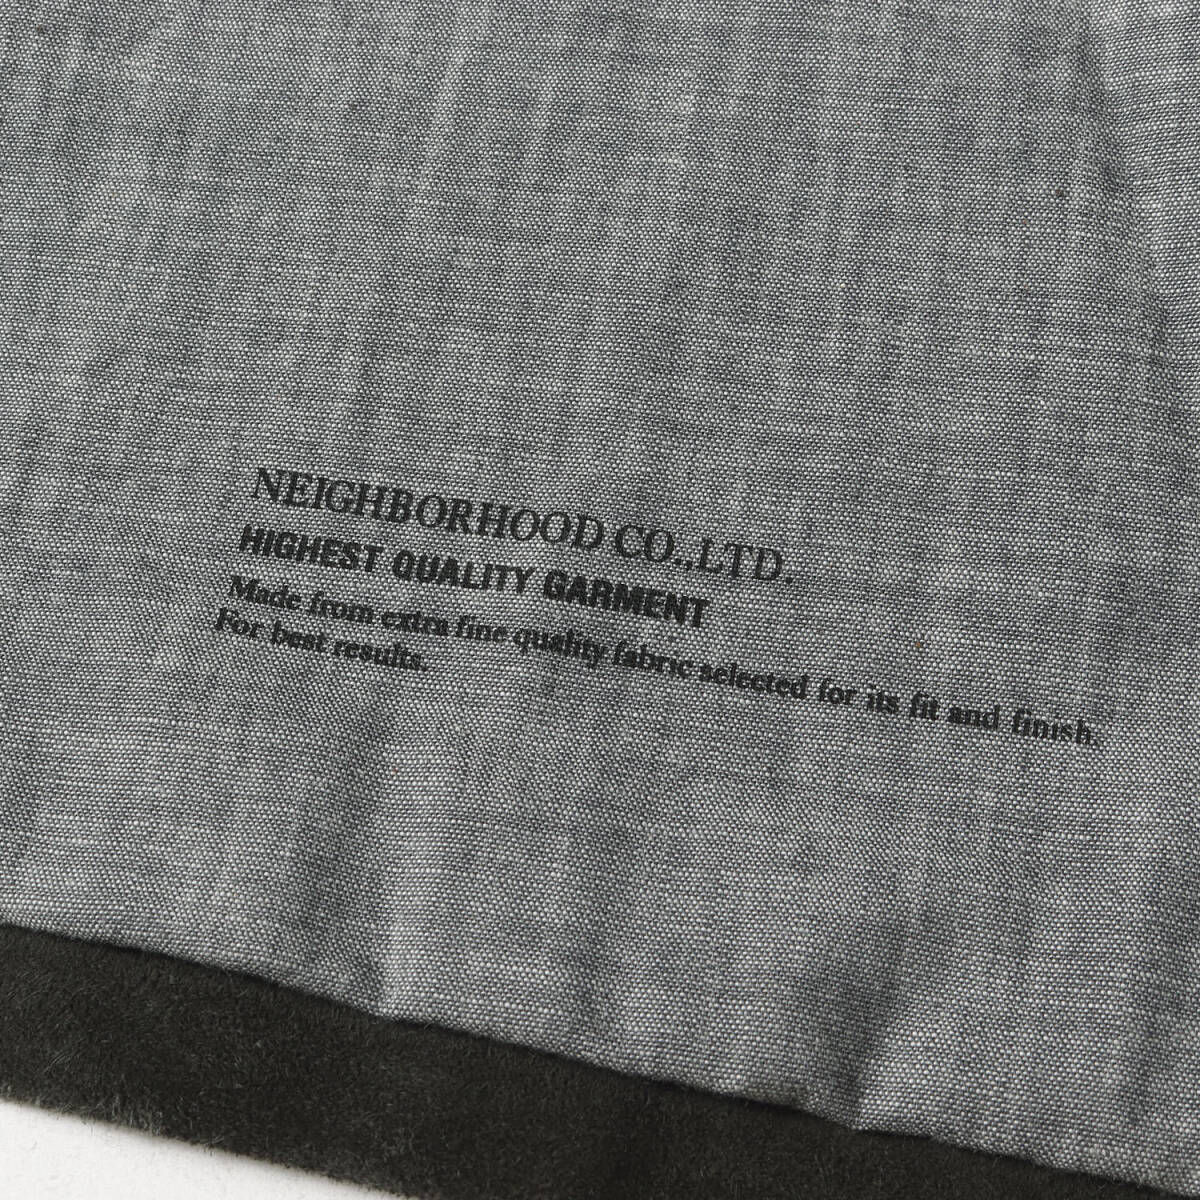 NEIGHBORHOOD CO.,LTD.
HIGHEST QUALITY GARMENT
Made from extra fine quality fabric selected for its fit and finish.
For best results.